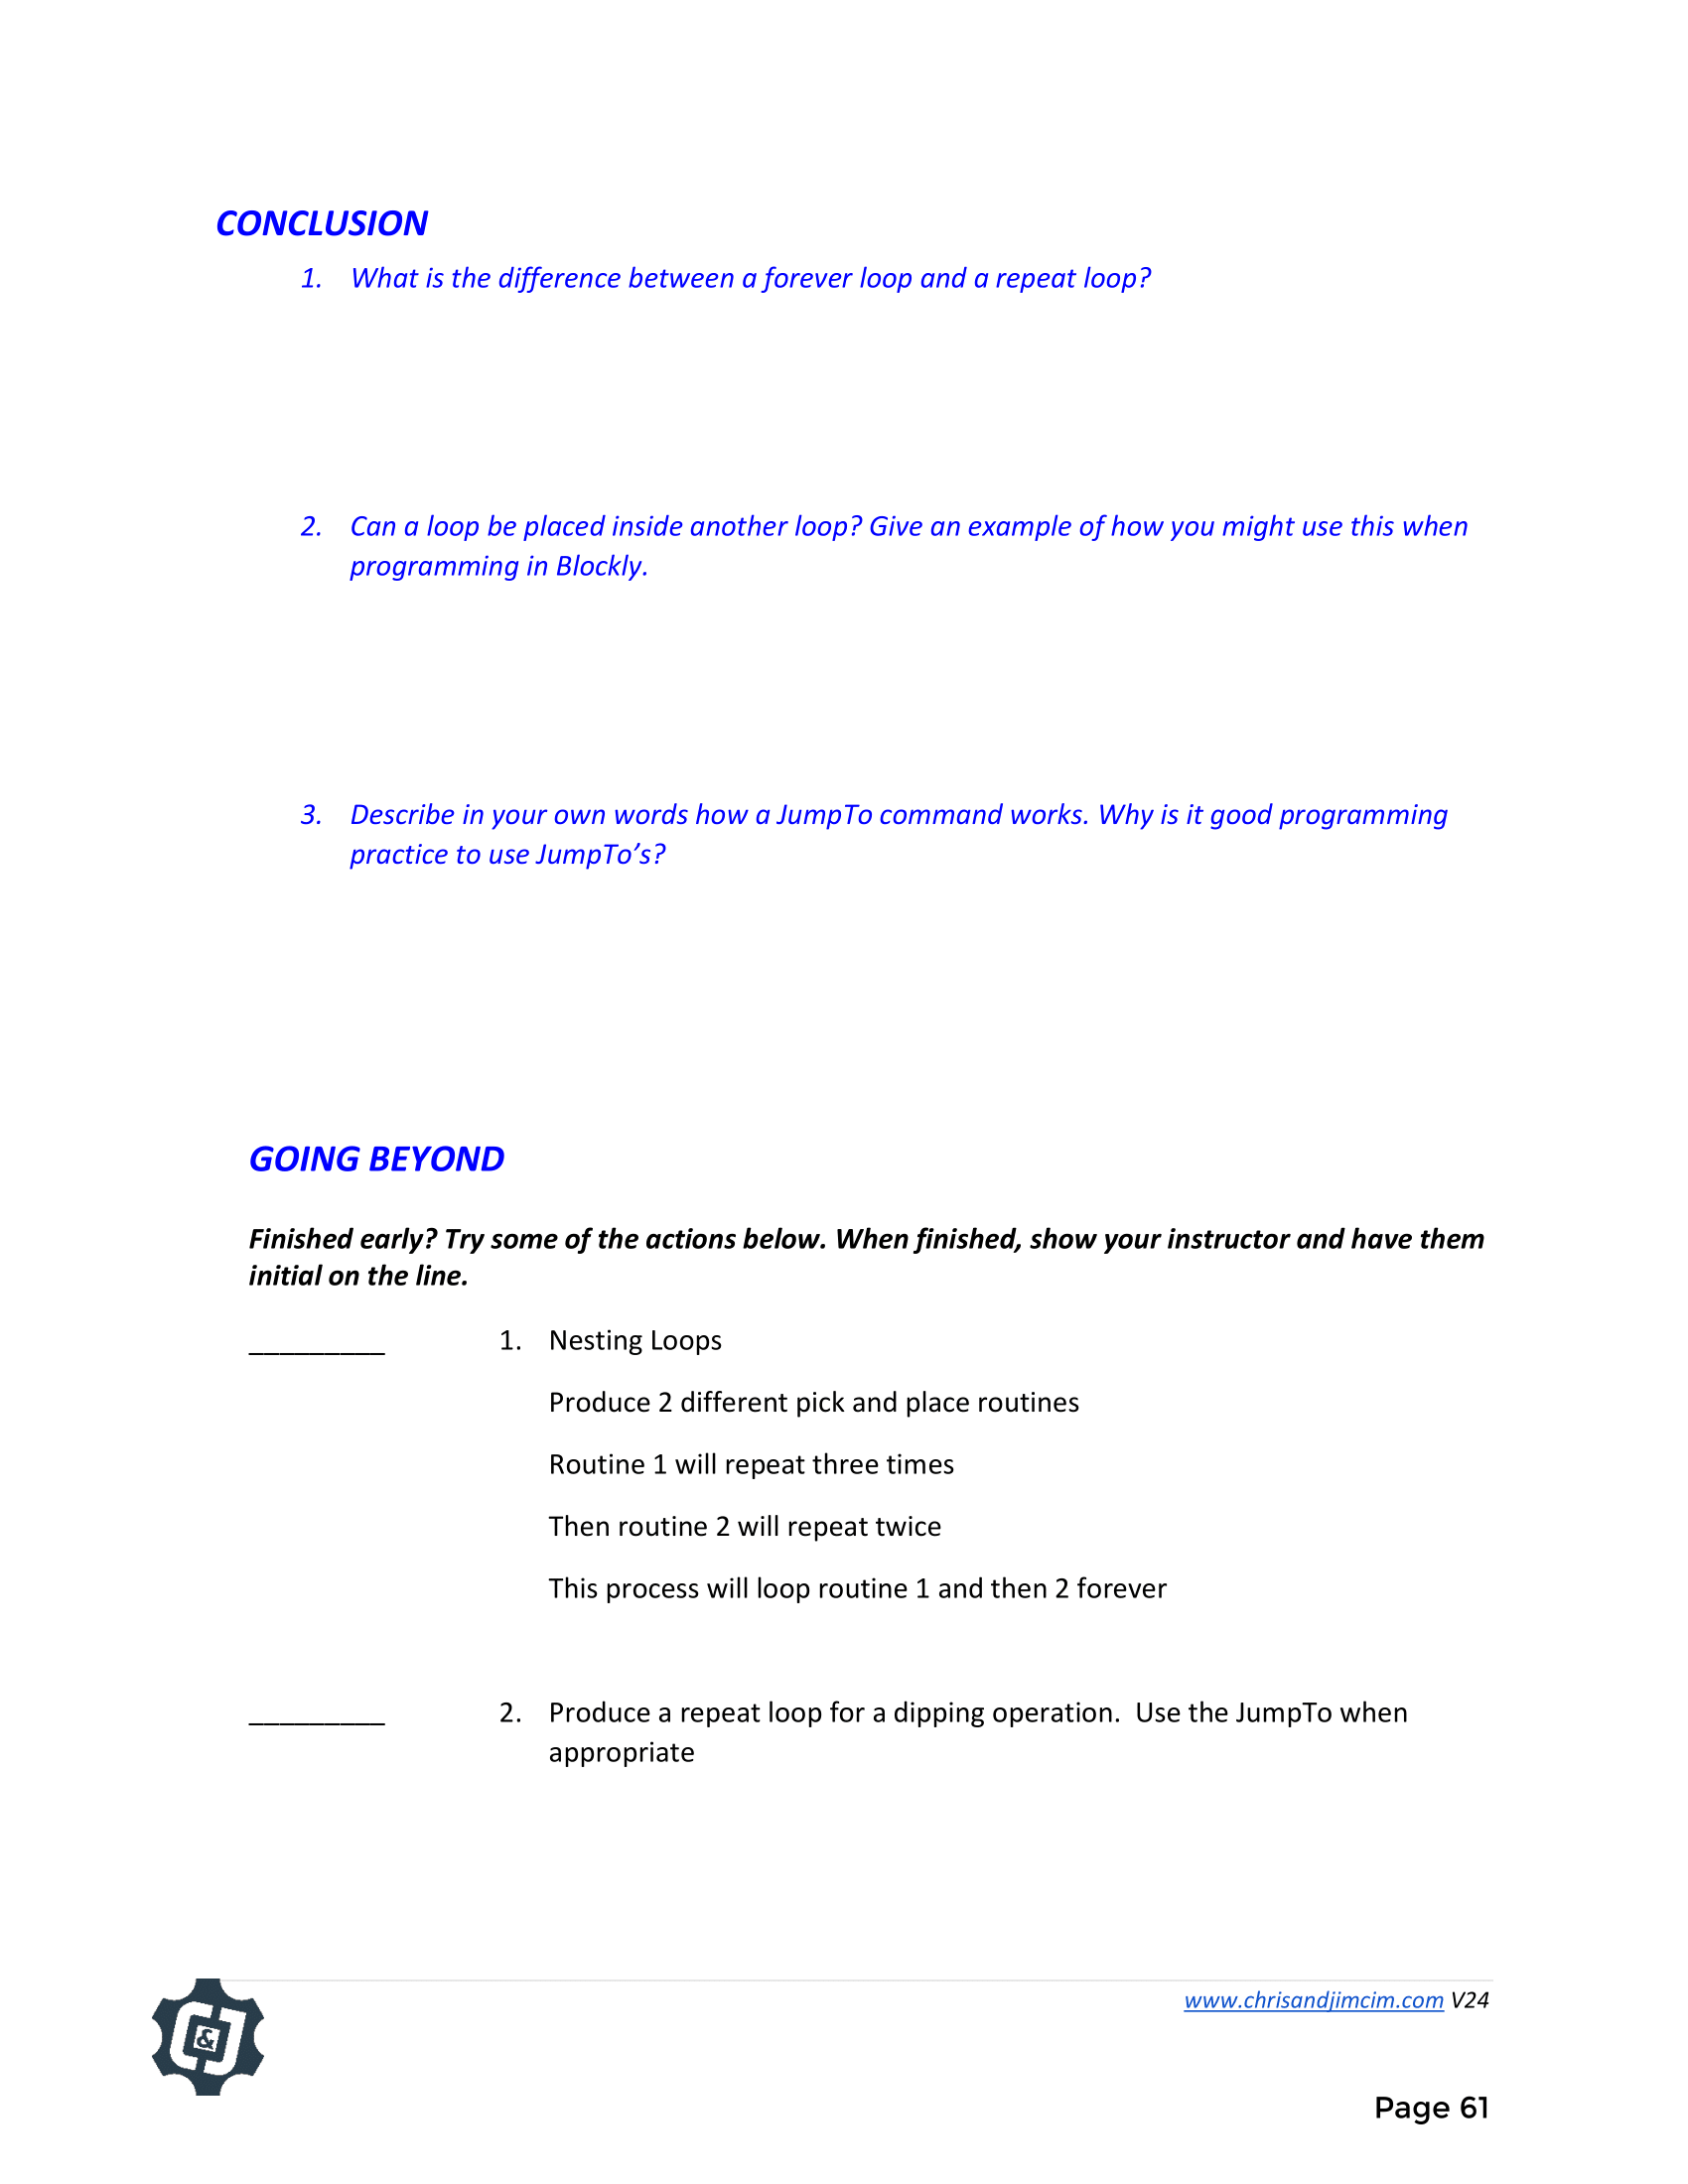 CONCLUSION
1. What is the difference between a forever loop and a repeat loop?
2. Can a loop be placed inside another loop? Give an example of how you might use this when
programming in Blockly.
3. Describe in your own words how a JumpTo command works. Why is it good programming
practice to use JumpTo’s?
GOING BEYOND
Finished early? Try some of the actions below. When finished, show your instructor and have them
initial on the line.
_________ 1. Nesting Loops
Produce 2 different pick and place routines
Routine 1 will repeat three times
Then routine 2 will repeat twice
This process will loop routine 1 and then 2 forever
_________ 2. Produce a repeat loop for a dipping operation.  Use the JumpTo when
appropriate
www.chrisandjimcim.com V24
C&J
Page 61